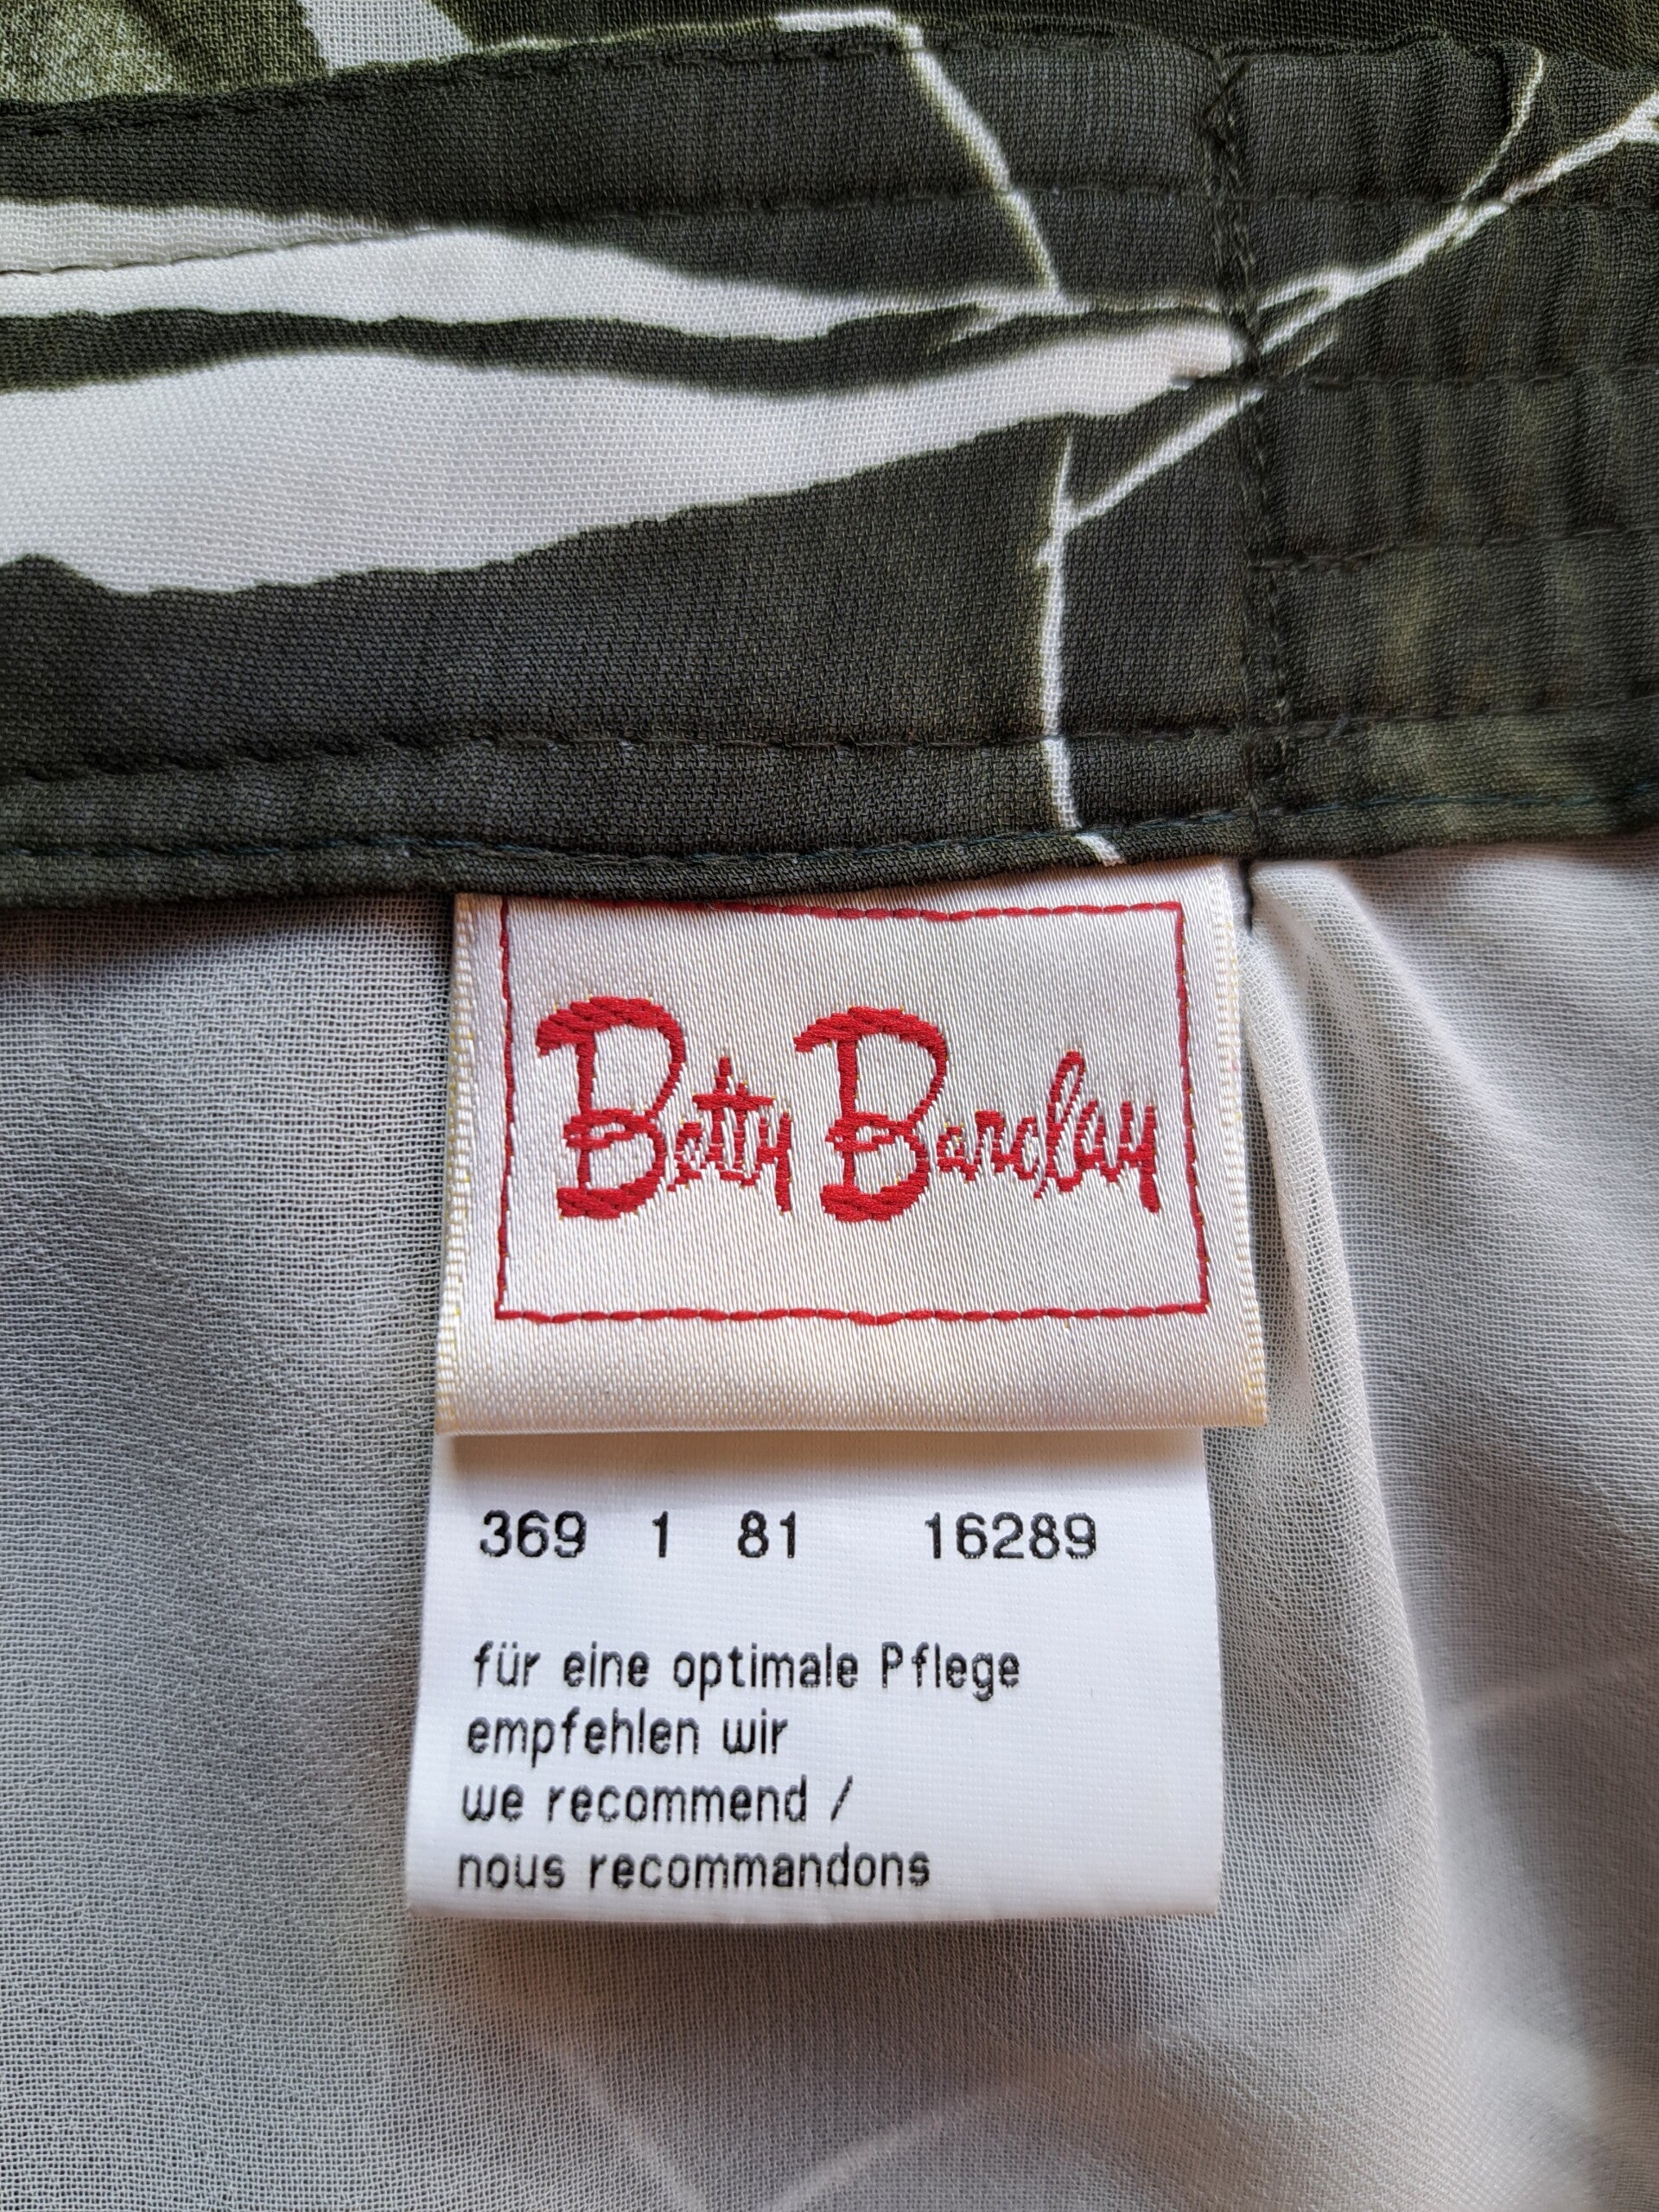 Betty Barclay
369 1 81 16289
für eine optimale Pflege
empfehlen wir
we recommend /
nous recommandons